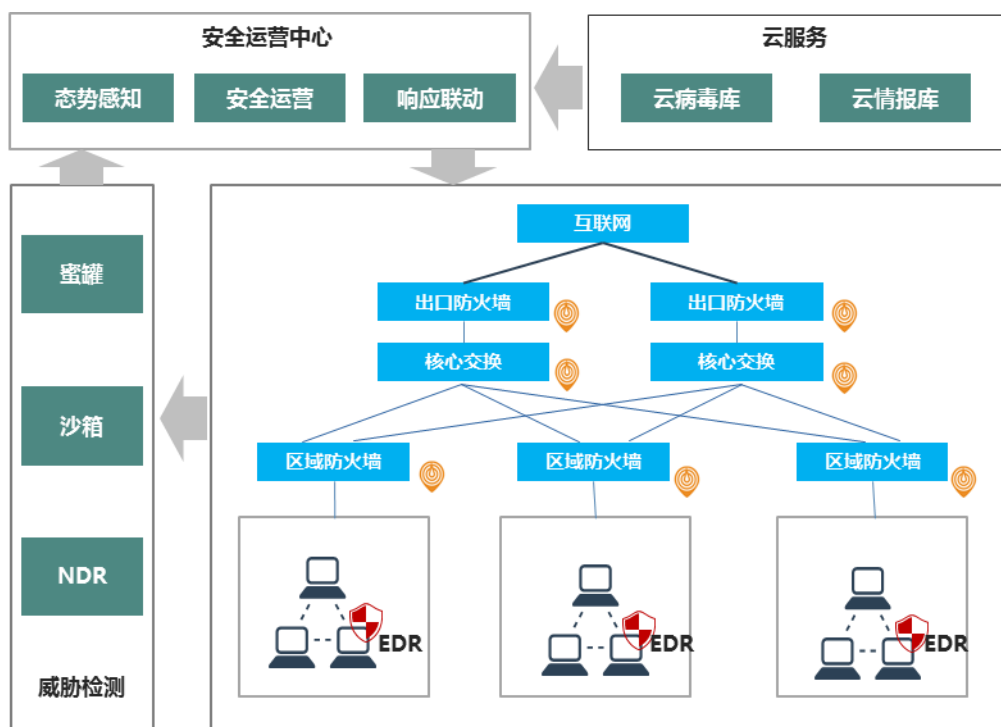 安全运营中心
态势感知
安全运营
响应联动
云服务
云病毒库
云情报库
蜜罐
沙箱
NDR
威胁检测
互联网
出口防火墙
出口防火墙
核心交换
核心交换
区域防火墙
区域防火墙
区域防火墙
EDR
EDR
EDR